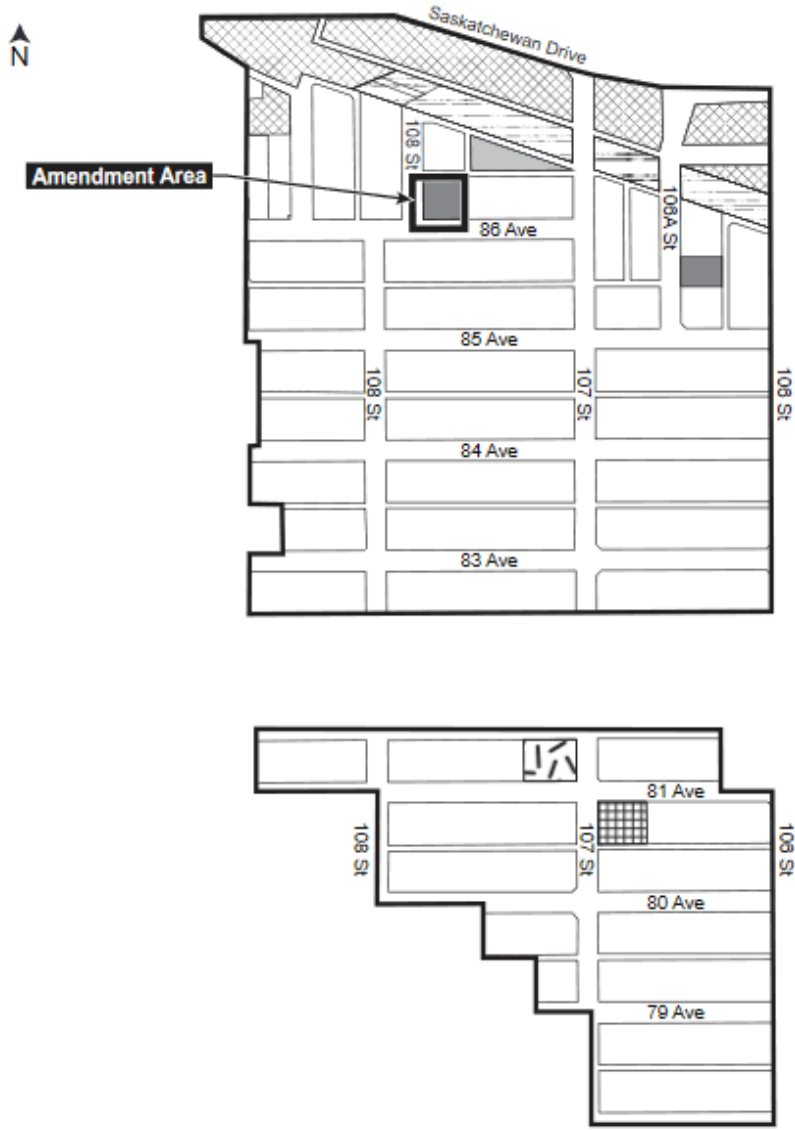 Saskatchewan Drive
N
108 St
Amendment Area
106A St
86 Ave
85 Ave
108 St
107 St
106 St
84 Ave
83 Ave
81 Ave
108 St
107 St
106 St
80 Ave
79 Ave